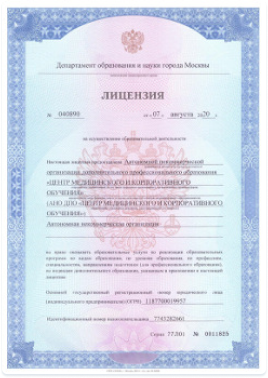 Департамент образования и науки города Москвы
ЛИЦЕНЗИЯ
№ 040890 от «07» августа 20 г.
на осуществление образовательной деятельности
Настоящая лицензия предоставлена Автономной некоммерческой
организации дополнительного профессионального образования
«ЦЕНТР МЕДИЦИНСКОГО И КОРПОРАТИВНОГО
ОБУЧЕНИЯ»
(АНО ДПО «ЦЕНТР МЕДИЦИНСКОГО И КОРПОРАТИВНОГО
ОБУЧЕНИЯ»)
Автономная некоммерческая организация
на право оказывать образовательные услуги по реализации образовательных
программ по видам образования, по уровням образования, по профессиям,
специальностям, направлениям подготовки (для профессионального образования),
по подвидам дополнительного образования, указанным в приложении к настоящей
лицензии
Основной государственный регистрационный номер юридического лица
(индивидуального предпринимателя) (ОГРН) 1187700019957
Идентификационный номер налогоплательщика 7743282661
Серия 77Л01 № 0011825